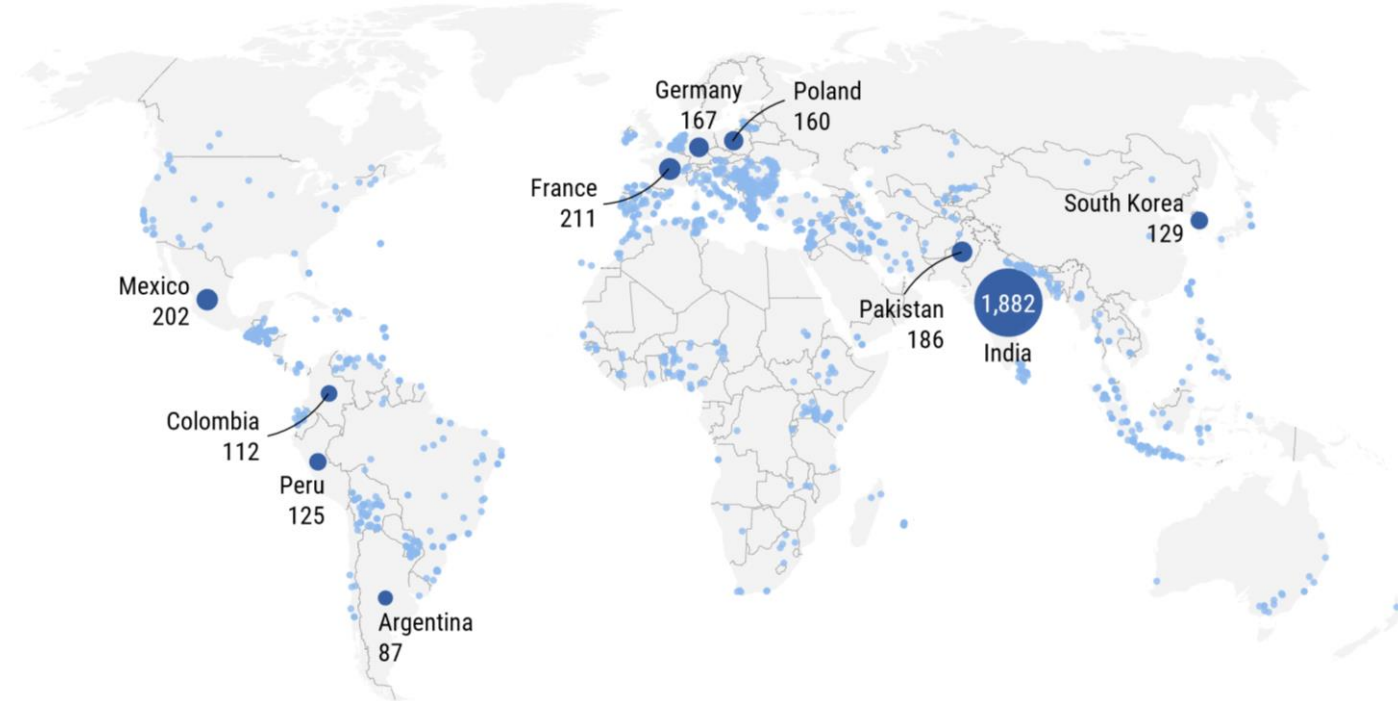 Germany
167
Poland
160
France
211
South Korea
129
Mexico
202
Pakistan
186
1,882
India
Colombia
112
Peru
125
Argentina
87